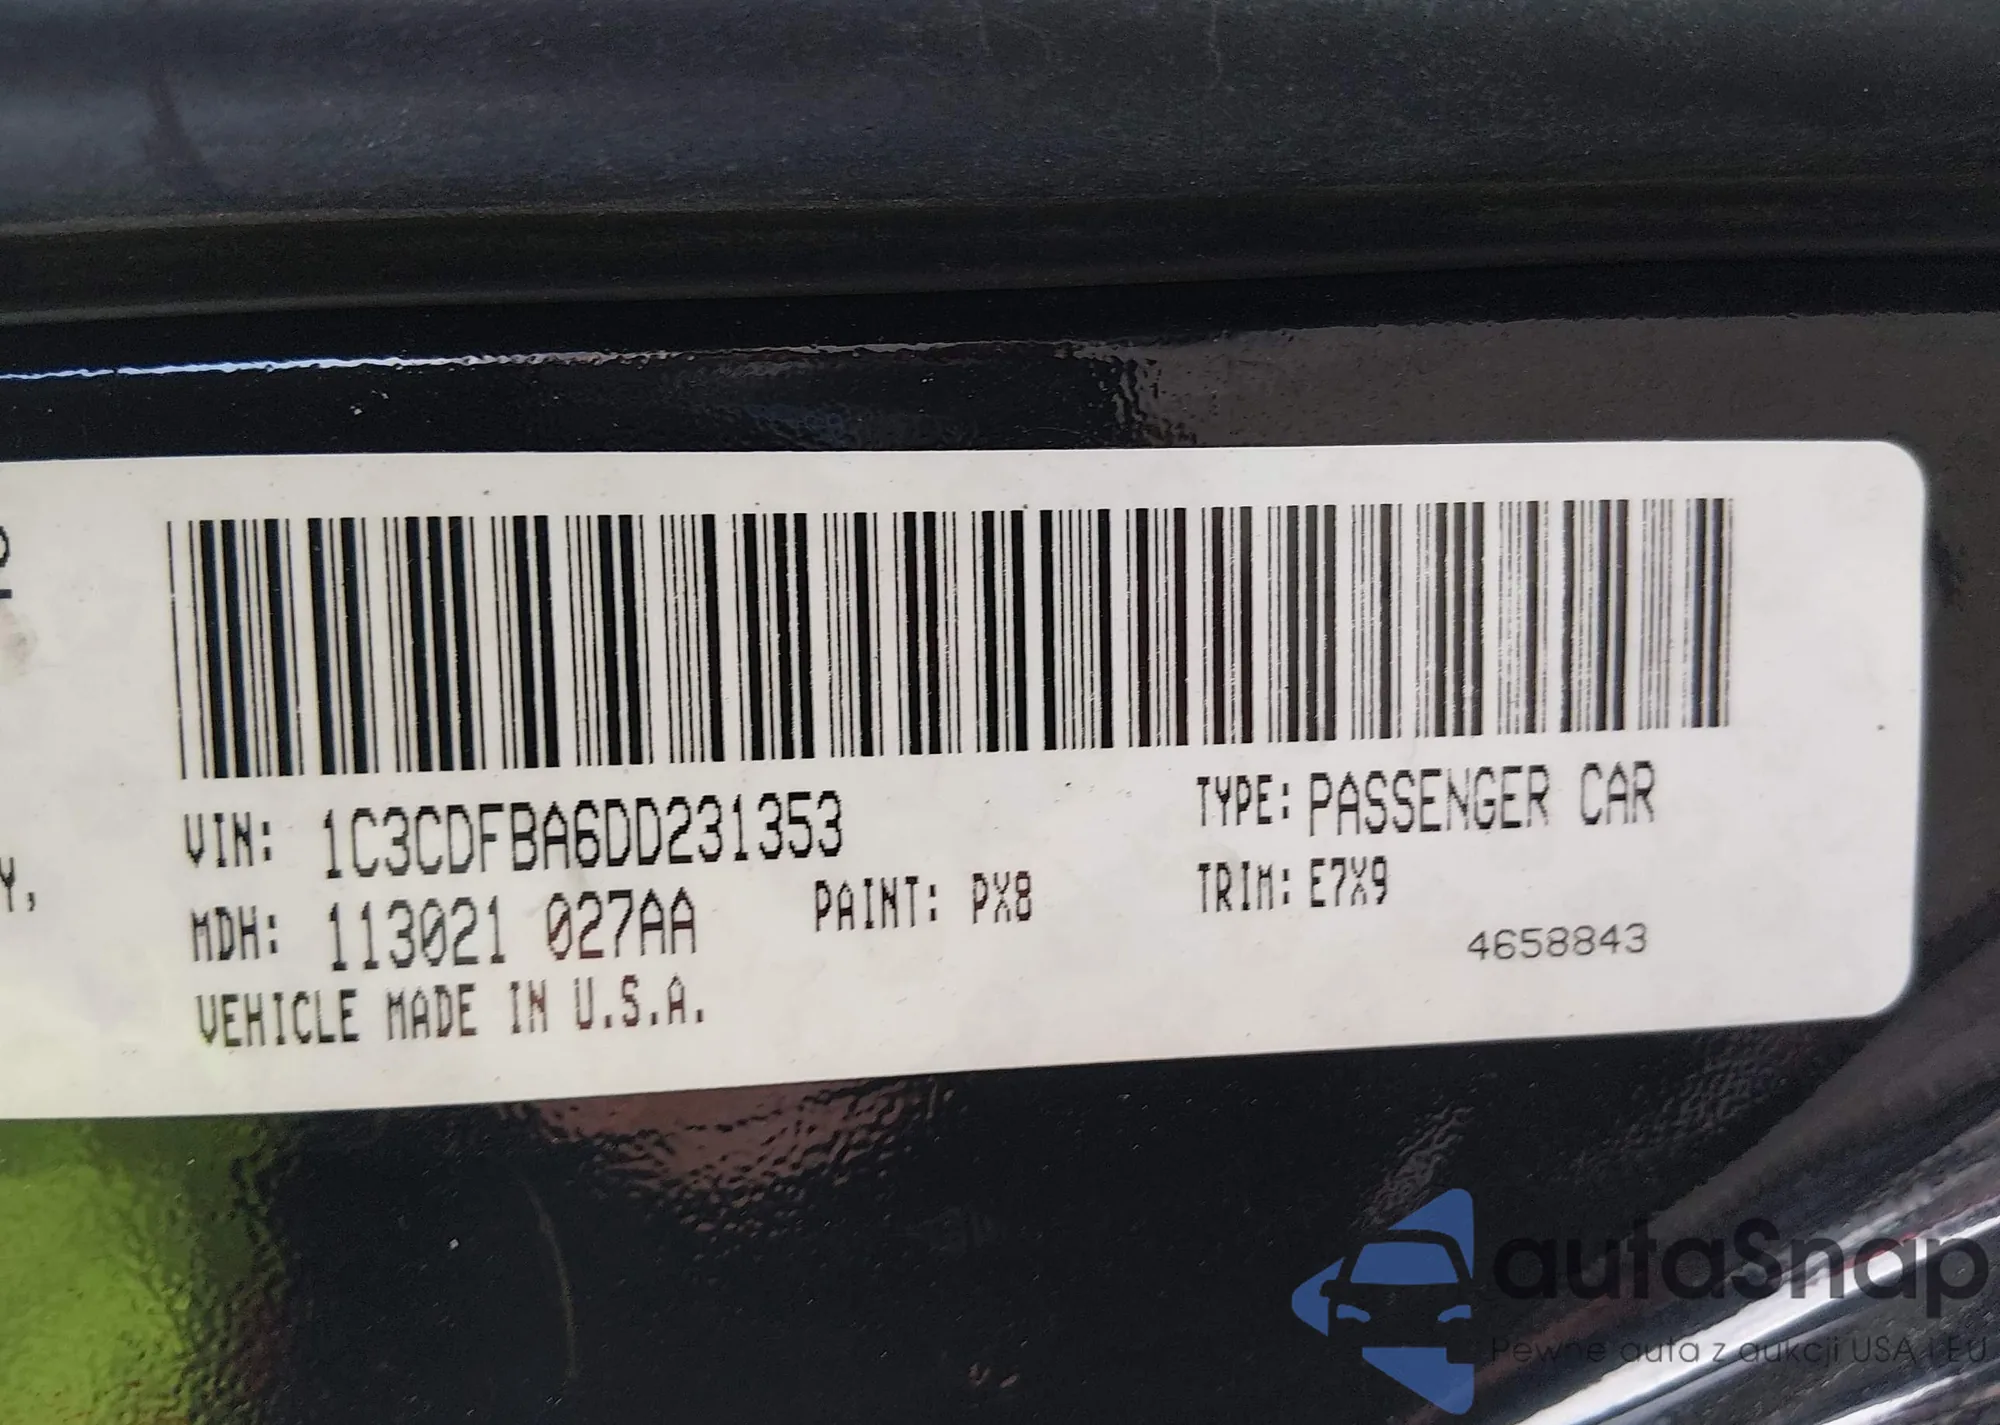 VIN: 1C3CDFBA6DD231353
TYPE: PASSENGER CAR
MDH: 113021 027AA
PAINT: PX8
TRIM: E7X9
4658843
VEHICLE MADE IN U.S.A.
Y,
autaSnap
Pewne auta z aukcji USA i EU